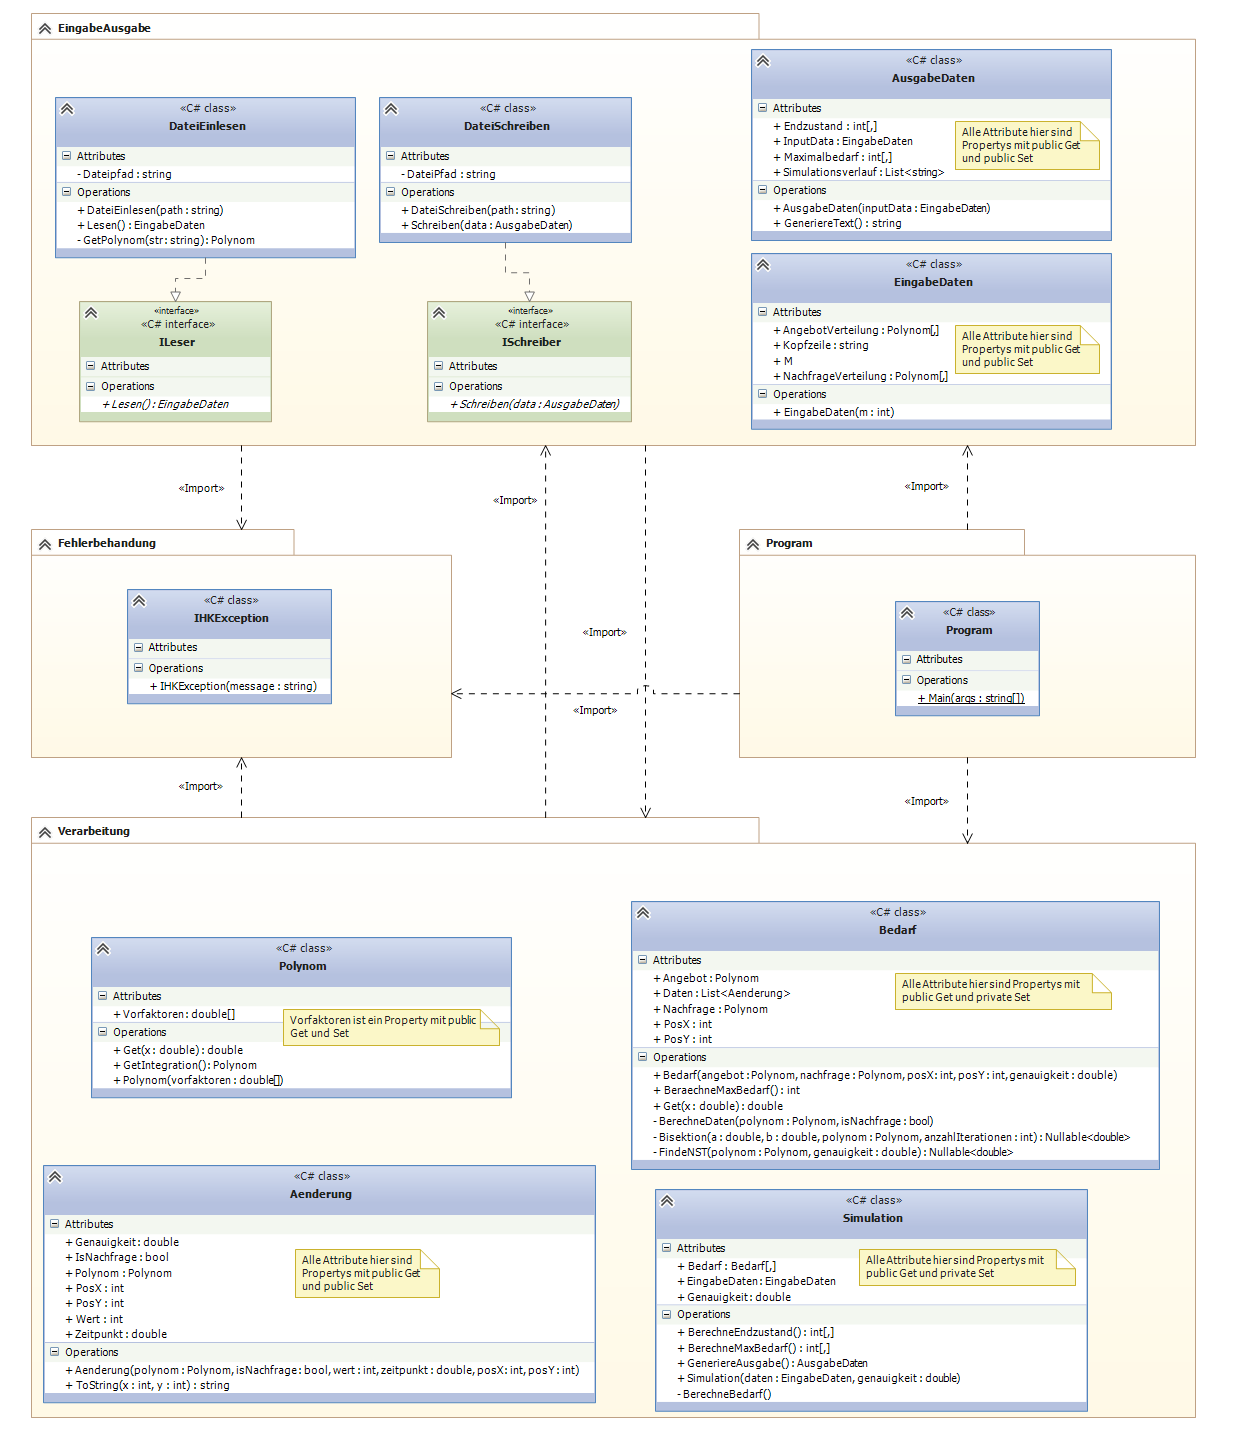 EingabeAusgabe
«C# class»
DateiEinlesen
Attributes
- Dateipfad : string
Operations
+ DateiEinlesen(path : string)
+ Lesen() : EingabeDaten
- GetPolynom(str : string) : Polynom
«C# class»
DateiSchreiben
Attributes
- DateiPfad : string
Operations
+ DateiSchreiben(path : string)
+ Schreiben(data : AusgabeDaten)
«C# class»
AusgabeDaten
Attributes
+ Endzustand : int[,]
+ InputData : EingabeDaten
+ Maximalbedarf : int[,]
+ Simulationsverlauf : List<string>
Alle Attribute hier sind
Propertys mit public Get
und public Set
Operations
+ AusgabeDaten(inputData : EingabeDaten)
+ GeneriereText() : string
«interface»
«C# interface»
ILeser
Attributes
Operations
+ Lesen() : EingabeDaten
«interface»
«C# interface»
ISchreiber
Attributes
Operations
+ Schreiben(data : AusgabeDaten)
«C# class»
EingabeDaten
Attributes
+ AngebotVerteilung : Polynom[,]
+ Kopfzeile : string
+ M
+ NachfrageVerteilung : Polynom[,]
Alle Attribute hier sind
Propertys mit public Get
und public Set
Operations
+ EingabeDaten(m : int)
«Import»
«Import»
«Import»
Fehlerbehandung
«C# class»
IHKException
Attributes
Operations
+ IHKException(message : string)
«Import»
«Import»
Program
«C# class»
Program
Attributes
Operations
+ Main(args : string[])
«Import»
«Import»
Verarbeitung
«C# class»
Polynom
Attributes
+ Vorfaktoren : double[]
Vorfaktoren ist ein Property mit public
Get und Set
Operations
+ Get(x : double) : double
+ GetIntegration() : Polynom
+ Polynom(vorfaktoren : double[])
«C# class»
Bedarf
Attributes
+ Angebot : Polynom
+ Daten : List<Aenderung>
+ Nachfrage : Polynom
+ PosX : int
+ PosY : int
Alle Attribute hier sind Propertys mit
public Get und private Set
Operations
+ Bedarf(angebot : Polynom, nachfrage : Polynom, posX : int, posY : int, genauigkeit : double)
+ BeraechneMaxBedarf() : int
+ Get(x : double) : double
- BerechneDaten(polynom : Polynom, isNachfrage : bool)
- Bisektion(a : double, b : double, polynom : Polynom, anzahlIterationen : int) : Nullable<double>
- FindeNST(polynom : Polynom, genauigkeit : double) : Nullable<double>
«C# class»
Aenderung
Attributes
+ Genauigkeit : double
+ IsNachfrage : bool
+ Polynom : Polynom
+ PosX : int
+ PosY : int
+ Wert : int
+ Zeitpunkt : double
Alle Attribute hier sind
Propertys mit public Get
und public Set
Operations
+ Aenderung(polynom : Polynom, isNachfrage : bool, wert : int, zeitpunkt : double, posX : int, posY : int)
+ ToString(x : int, y : int) : string
«C# class»
Simulation
Attributes
+ Bedarf : Bedarf[,]
+ EingabeDaten : EingabeDaten
+ Genauigkeit : double
Alle Attribute hier sind Propertys mit
public Get und private Set
Operations
+ BerechneEndzustand() : int[,]
+ BerechneMaxBedarf() : int[,]
+ GeneriereAusgabe() : AusgabeDaten
+ Simulation(daten : EingabeDaten, genauigkeit : double)
- BerechneBedarf()